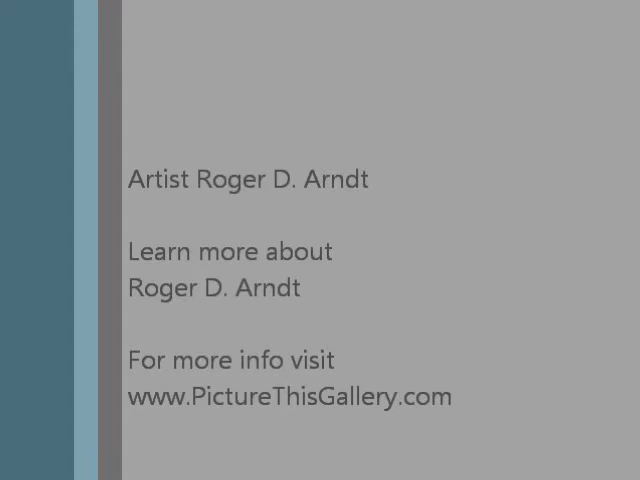 Artist Roger D. Arndt
Learn more about
Roger D. Arndt
For more info visit
www.PictureThisGallery.com